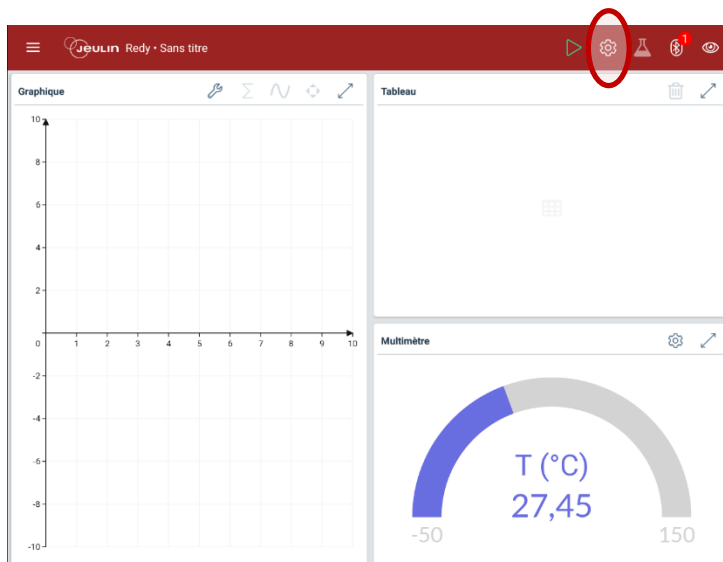 Jeulin Redy • Sans titre
1
Graphique
Tableau
10
8
6
4
2
0
1 2 3 4 5 6 7 8 9 10
-2
-4
-6
-8
-10
Multimètre
T (°C)
27,45
-50 150